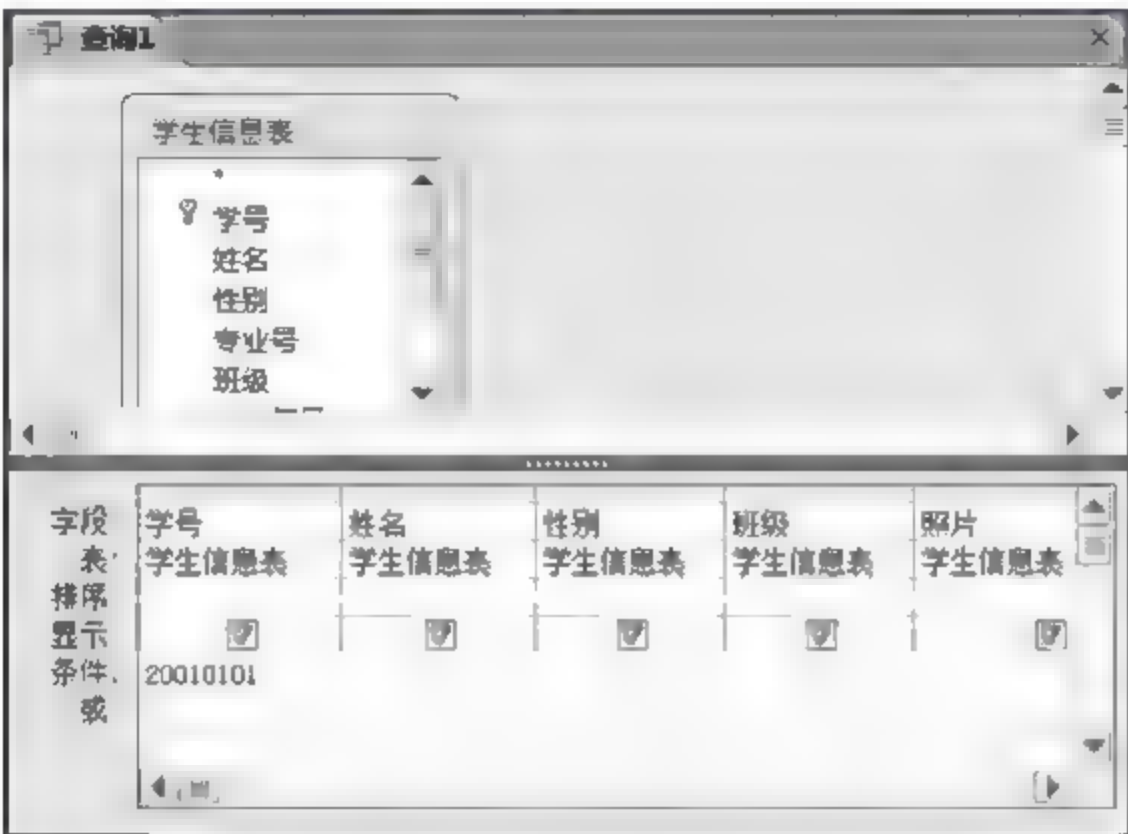 查询1
学生信息表
*
学号
姓名
性别
专业号
班级
字段 学号 姓名 性别 班级 照片
表: 学生信息表 学生信息表 学生信息表 学生信息表 学生信息表
排序
显示
条件: 20010101
或